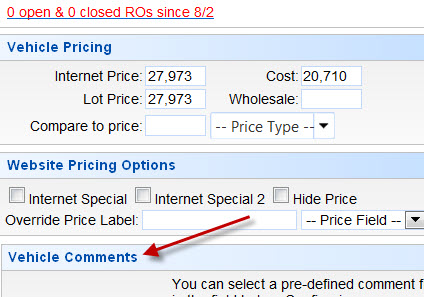 0 open & 0 closed ROs since 8/2
Vehicle Pricing
Internet Price: 27,973 Cost: 20,710
Lot Price: 27,973 Wholesale:
Compare to price: -- Price Type --
Website Pricing Options
Internet Special Internet Special 2 Hide Price
Override Price Label: -- Price Field --
Vehicle Comments
You can select a pre-defined comment f